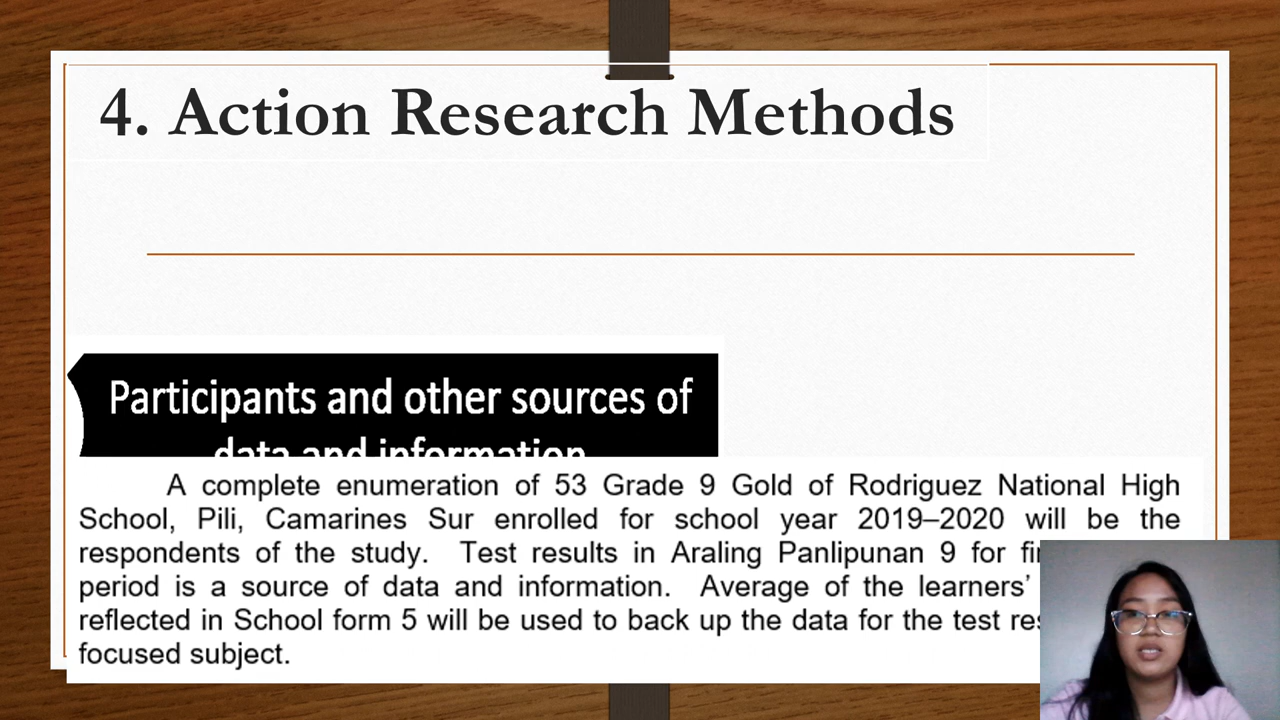 4. Action Research Methods
Participants and other sources of
data and information
A complete enumeration of 53 Grade 9 Gold of Rodriguez National High
School, Pili, Camarines Sur enrolled for school year 2019–2020 will be the
respondents of the study. Test results in Araling Panlipunan 9 for
period is a source of data and information. Average of the learners’
reflected in School form 5 will be used to back up the data for the test
focused subject.